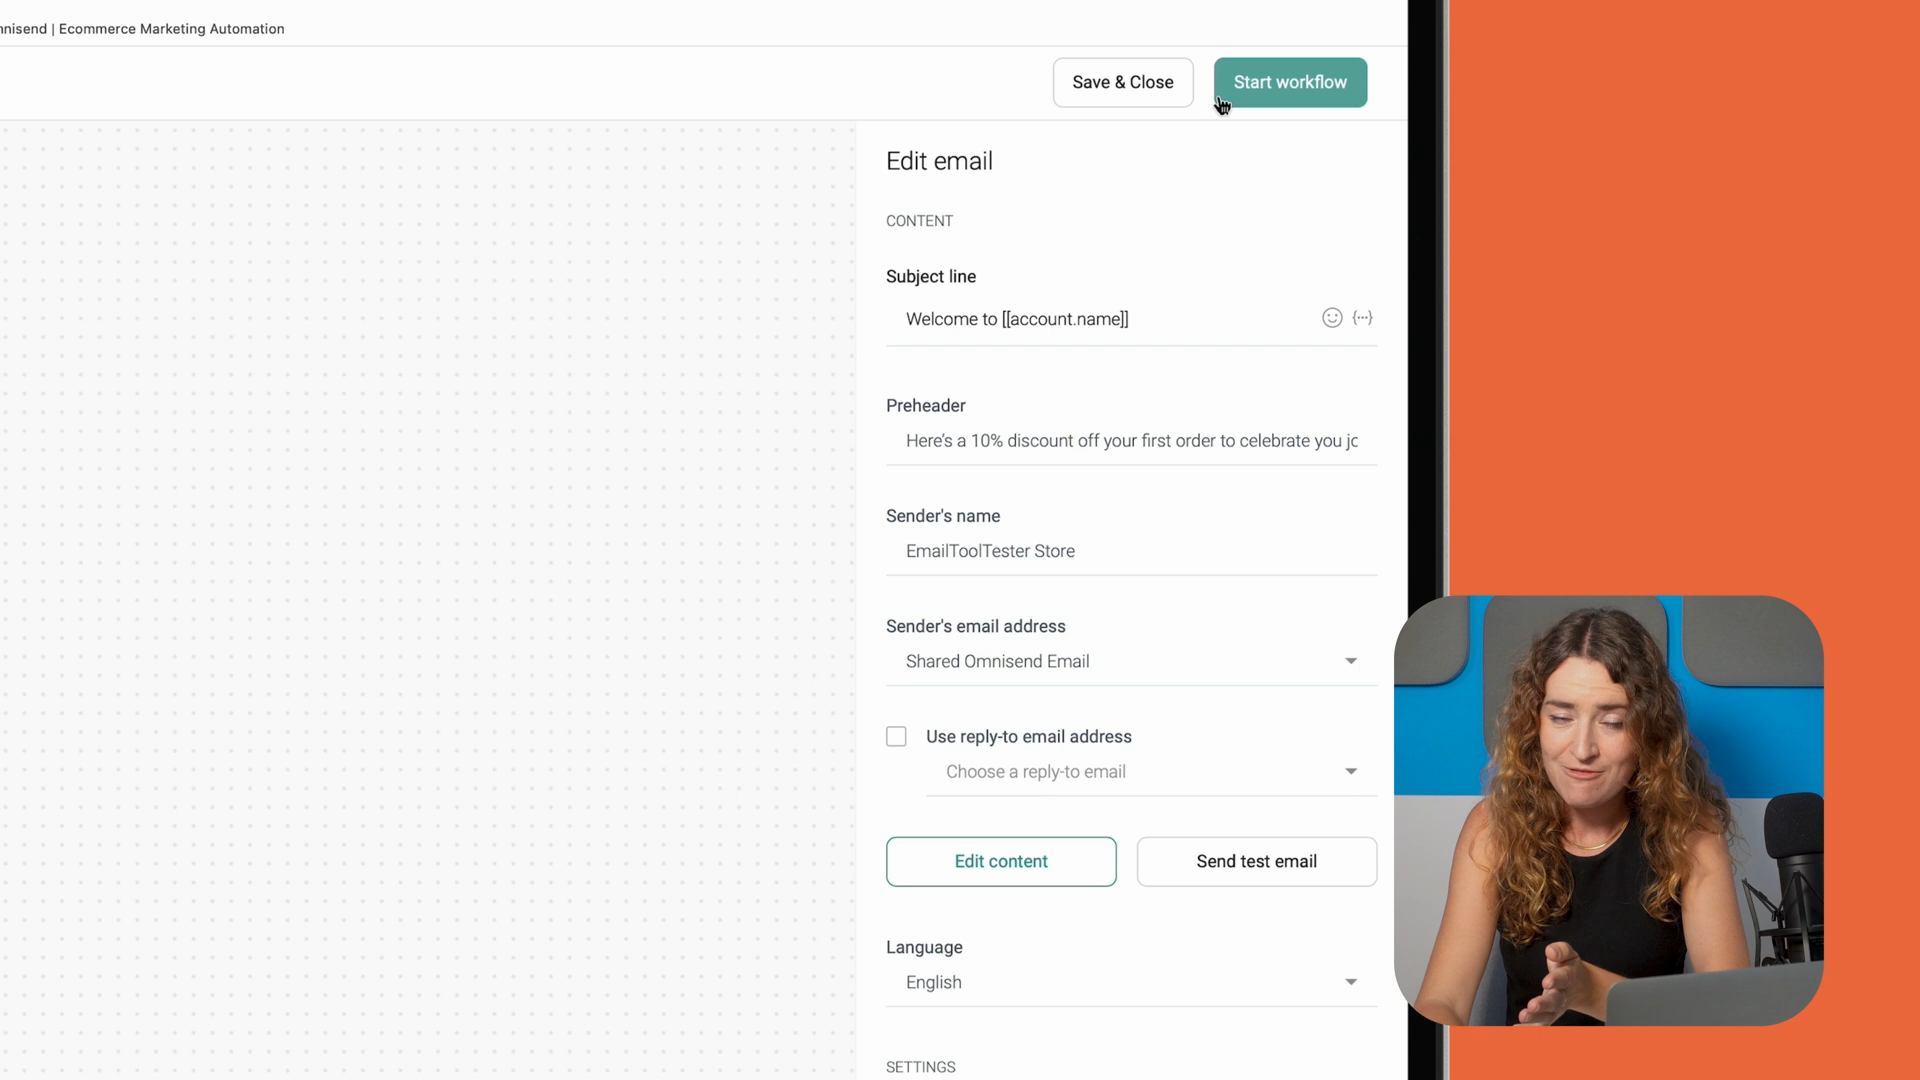 Ecommerce Marketing Automation
Save & Close
Start workflow
Edit email
CONTENT
Subject line
Welcome to [[account.name]]
Preheader
Here's a 10% discount off your first order to celebrate you
Sender's name
EmailToolTester Store
Sender's email address
Shared Omnisend Email
Use reply-to email address
Choose a reply-to email
Edit content
Send test email
Language
English
SETTINGS